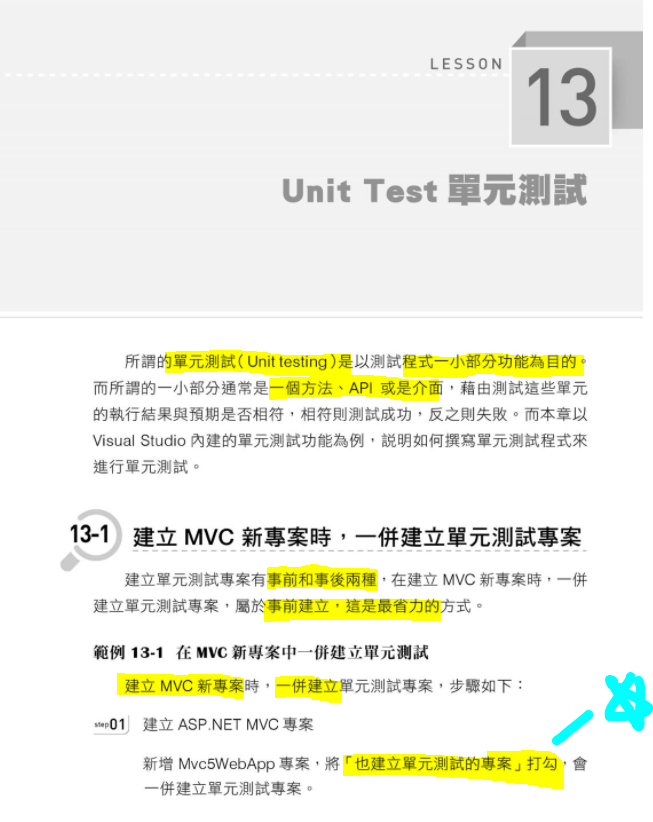 LESSON
13
Unit Test 單元測試
所謂的單元測試(Unit testing)是以測試程式一小部分功能為目的。
而所謂的一小部分通常是一個方法、API 或是介面，藉由測試這些單元
的執行結果與預期是否相符，相符則測試成功，反之則失敗。而本章以
Visual Studio 內建的單元測試功能為例，說明如何撰寫單元測試程式來
進行單元測試。
13-1 建立 MVC 新專案時，一併建立單元測試專案
建立單元測試專案有事前和事後兩種，在建立 MVC 新專案時，一併
建立單元測試專案，屬於事前建立，這是最省力的方式。
範例 13-1 在 MVC 新專案中一併建立單元測試
建立 MVC 新專案時，一併建立單元測試專案，步驟如下：
step01 建立 ASP.NET MVC 專案
新增 Mvc5WebApp 專案，將「也建立單元測試的專案」打勾，會
一併建立單元測試專案。